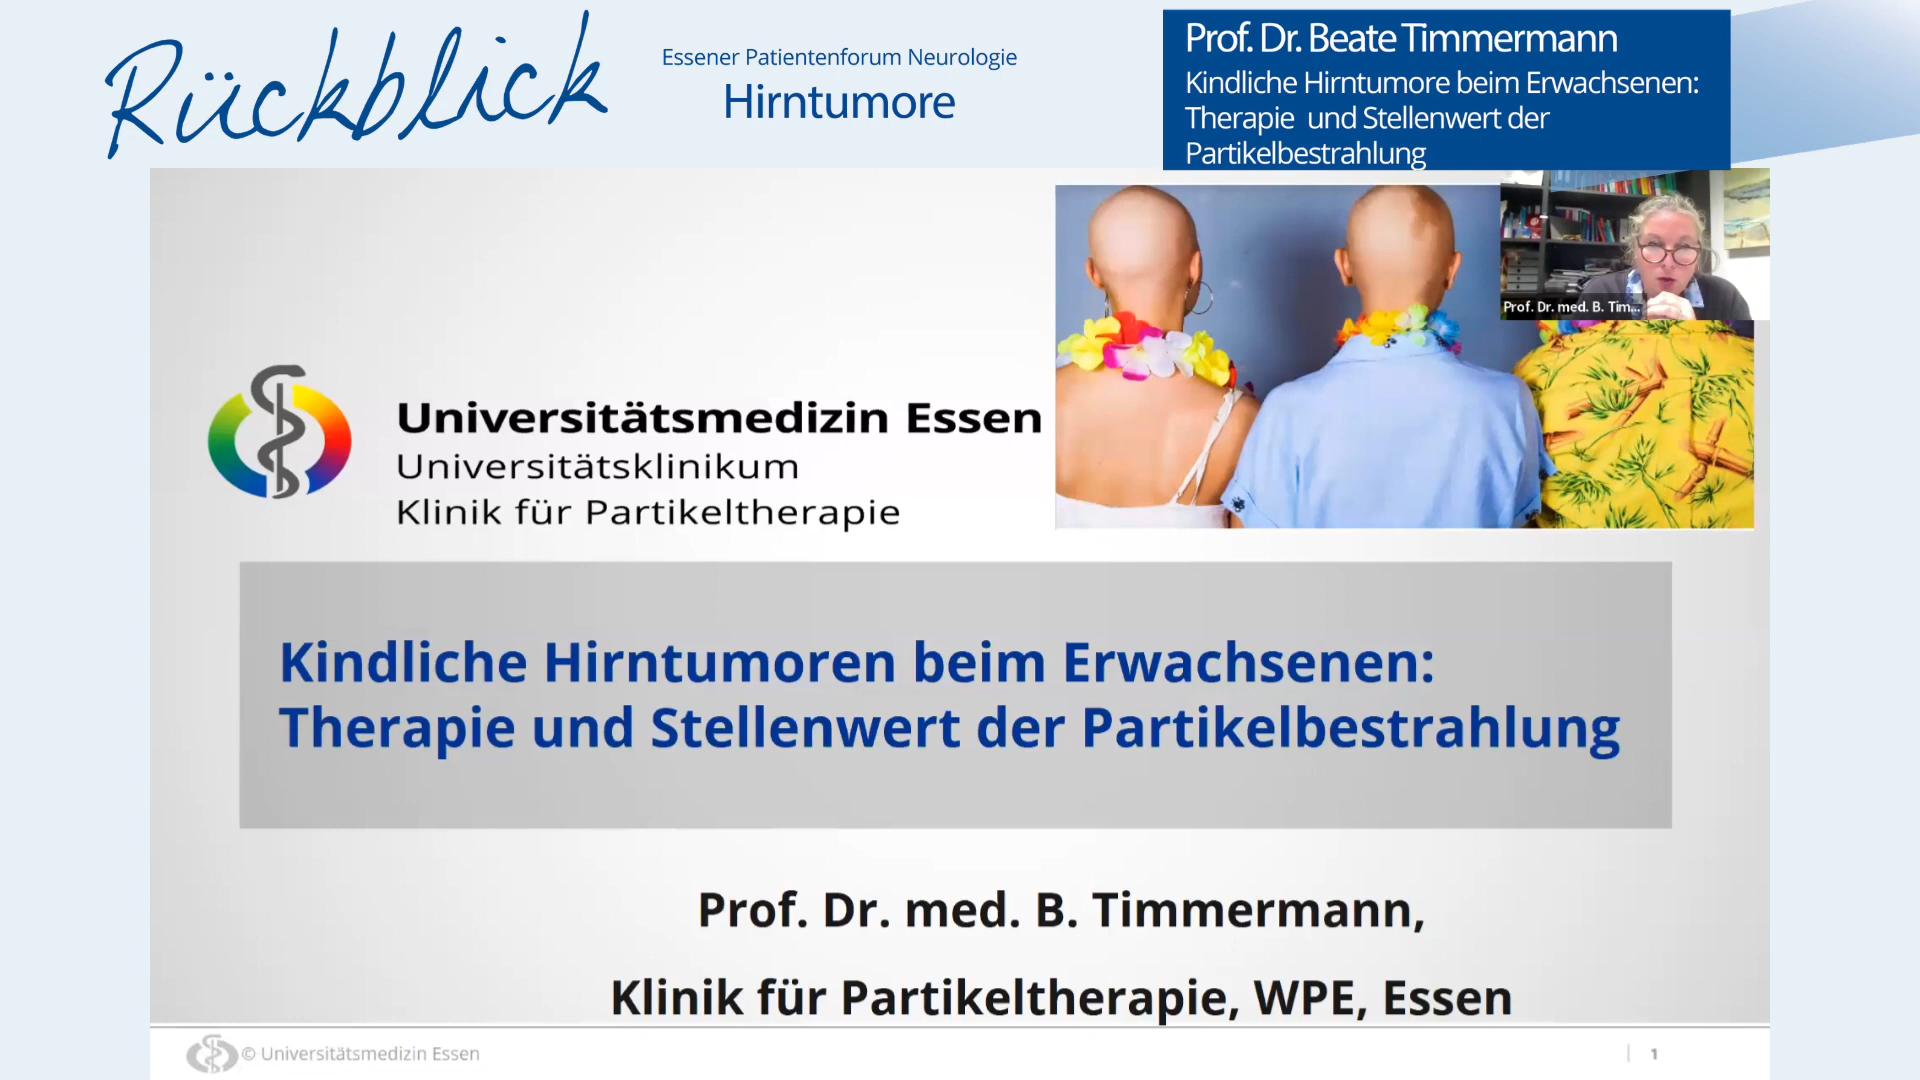 Rückblick
Essener Patientenforum Neurologie
Hirntumore
Prof. Dr. Beate Timmermann
Kindliche Hirntumore beim Erwachsenen:
Therapie und Stellenwert der
Partikelbestrahlung
Prof. Dr. med. B. Tim...
Universitätsmedizin Essen
Universitätsklinikum
Klinik für Partikeltherapie
Kindliche Hirntumoren beim Erwachsenen:
Therapie und Stellenwert der Partikelbestrahlung
Prof. Dr. med. B. Timmermann,
Klinik für Partikeltherapie, WPE, Essen
© Universitätsmedizin Essen
1